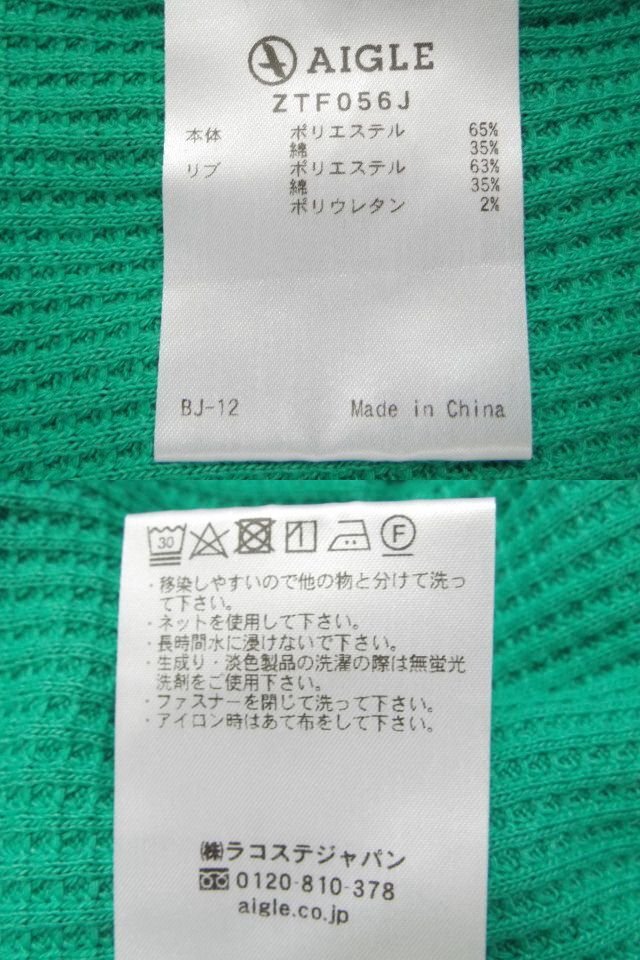 AIGLE
ZTF056J
本体 ポリエステル 65%
綿 35%
リブ ポリエステル 63%
綿 35%
ポリウレタン 2%
BJ-12 Made in China
30 F
・移染しやすいので他の物と分けて洗っ
て下さい。
・ネットを使用して下さい。
・長時間水に浸けないで下さい。
・生成り・淡色製品の洗濯の際は無蛍光
洗剤をご使用下さい。
・ファスナーを閉じて洗って下さい。
・アイロン時はあて布をして下さい。
㈱ラコステジャパン
0120-810-378
aigle.co.jp